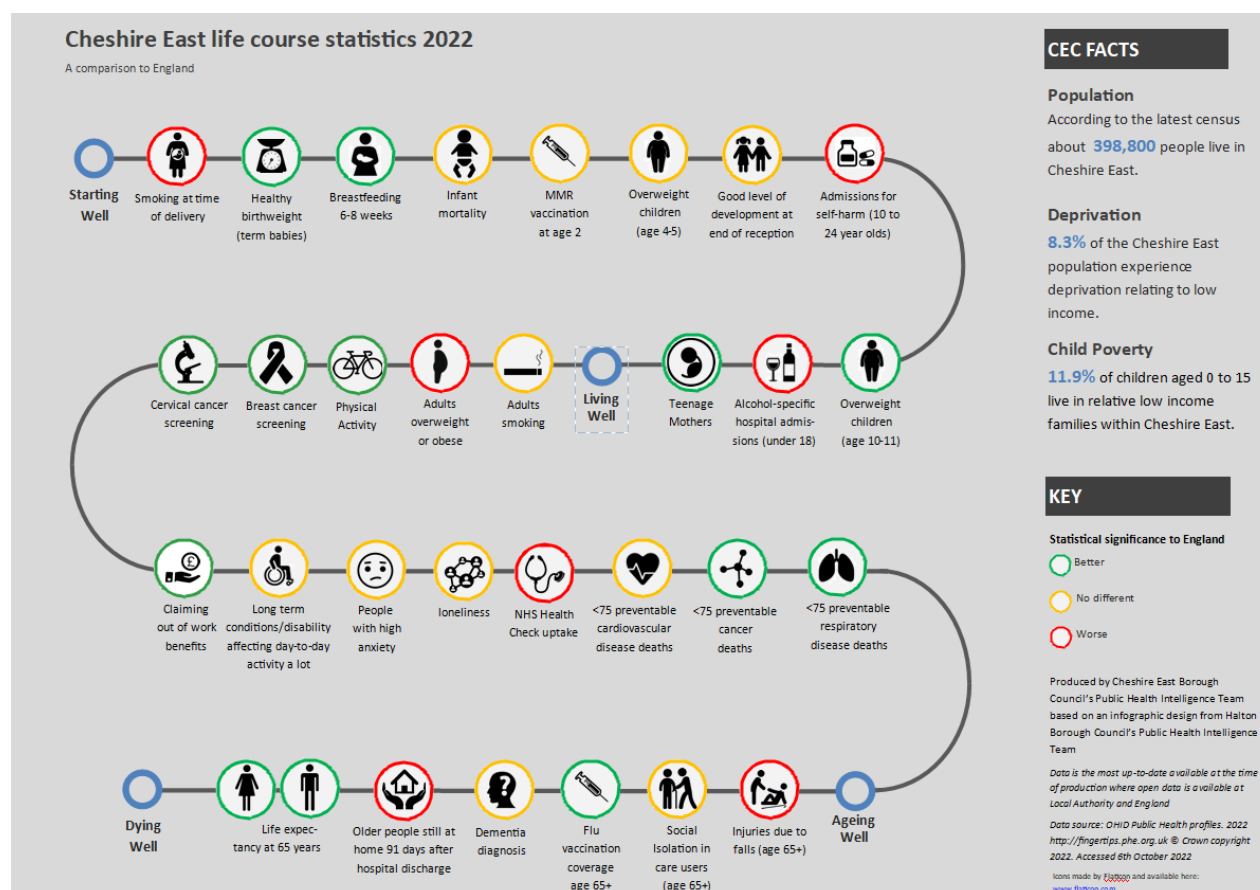 Cheshire East life course statistics 2022
A comparison to England
Starting
Well
Smoking at time
of delivery
Healthy
birthweight
(term babies)
Breastfeeding
6-8 weeks
Infant
mortality
MMR
vaccination
at age 2
Overweight
children
(age 4-5)
Good level of
development at
end of reception
Admissions for
self-harm (10 to
24 year olds)
Cervical cancer
screening
Breast cancer
screening
Physical
Activity
Adults
overweight
or obese
Adults
smoking
Living
Well
Teenage
Mothers
Alcohol-specific
hospital admis-
sions (under 18)
Overweight
children
(age 10-11)
£
Claiming
out of work
benefits
Long term
conditions/disability
affecting day-to-day
activity a lot
People
with high
anxiety
loneliness
NHS Health
Check uptake
<75 preventable
cardiovascular
disease deaths
<75 preventable
cancer
deaths
<75 preventable
respiratory
disease deaths
Dying
Well
Life expec-
tancy at 65 years
Older people still at
home 91 days after
hospital discharge
?
Dementia
diagnosis
Flu
vaccination
coverage
age 65+
Social
Isolation in
care users
(age 65+)
Injuries due to
falls (age 65+)
Ageing
Well
CEC FACTS
Population
According to the latest census
about 398,800 people live in
Cheshire East.
Deprivation
8.3% of the Cheshire East
population experience
deprivation relating to low
income.
Child Poverty
11.9% of children aged 0 to 15
live in relative low income
families within Cheshire East.
KEY
Statistical significance to England
Better
No different
Worse
Produced by Cheshire East Borough
Council's Public Health Intelligence Team
based on an infographic design from Halton
Borough Council's Public Health Intelligence
Team
Data is the most up-to-date available at the time
of production where open data is available at
Local Authority and England
Data source: OHID Public Health profiles. 2022
http://fingertips.phe.org.uk © Crown copyright
2022. Accessed 6th October 2022
Icons made by Flaticon and available here:
www.flaticon.com